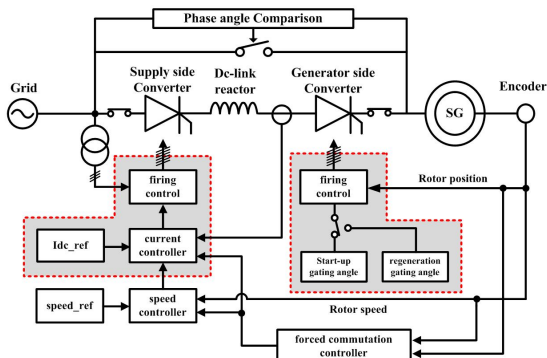 Phase angle Comparison
Grid
Supply side
Converter
Dc-link
reactor
Generator side
Converter
Encoder
SG
firing
control
firing
control
Rotor position
Idc_ref
current
controller
Start-up
gating angle
regeneration
gating angle
speed_ref
speed
controller
Rotor speed
forced commutation
controller